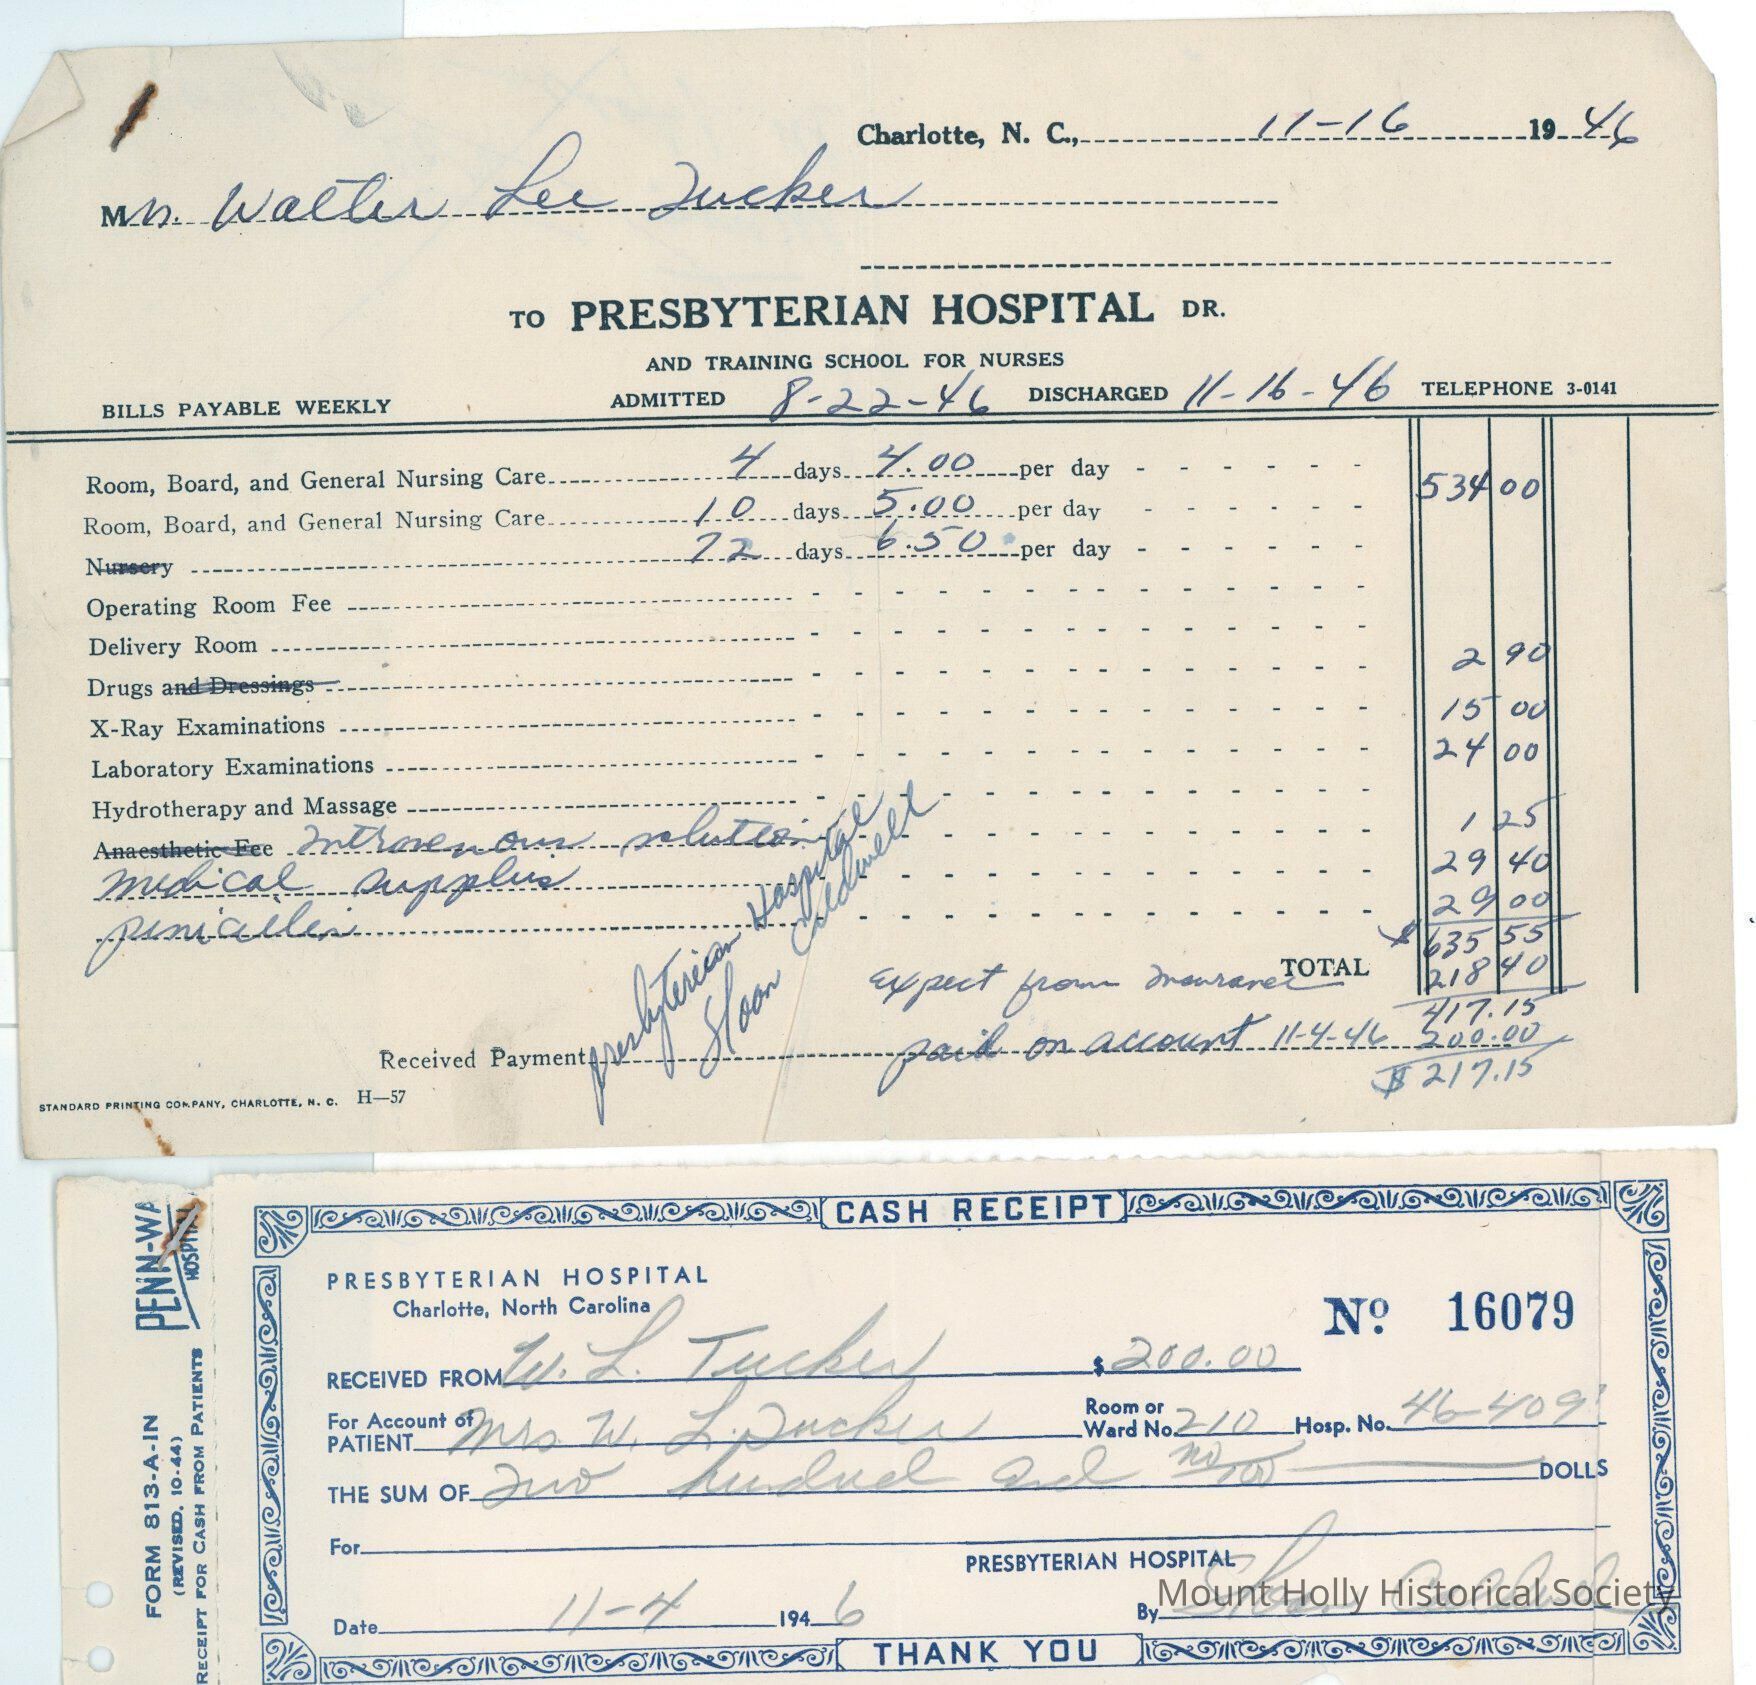 Charlotte, N. C., 11-16 1946
Mrs. Walter Lee Tucker
TO PRESBYTERIAN HOSPITAL DR.
AND TRAINING SCHOOL FOR NURSES
BILLS PAYABLE WEEKLY ADMITTED 8-22-46 DISCHARGED 11-16-46 TELEPHONE 3-0141
Room, Board, and General Nursing Care 4 days 4.00 per day 534 00
Room, Board, and General Nursing Care 10 days 5.00 per day
Nursery 72 days 6.50 per day
Operating Room Fee
Delivery Room
Drugs and Dressings 2 90
X-Ray Examinations 15 00
Laboratory Examinations 24 00
Hydrotherapy and Massage
Anaesthetic Fee Introvenous solution 1 25
medical supplies 29 40
penicillin 29 00
$ 635 55
Expect from Insurance TOTAL 218 40
417.15
paid on account 11-4-46 200.00
$ 217.15
Received Payment Presbyterian Hospital
Sloan Caldwell
STANDARD PRINTING COMPANY, CHARLOTTE, N. C. H—57
CASH RECEIPT
PRESBYTERIAN HOSPITAL
Charlotte, North Carolina
No. 16079
RECEIVED FROM W. L. Tucker $ 200.00
For Account of PATIENT Mrs W. L. Tucker Room or Ward No. 210 Hosp. No. 46-409
THE SUM OF Two hundred and no/100 DOLLS
For
PRESBYTERIAN HOSPITAL
Date 11-4 1946 By Sloan Caldwell
THANK YOU
PENN-WA
HOSPITAL
FORM 813-A-IN
(REVISED. 10-44)
RECEIPT FOR CASH FROM PATIENTS
Mount Holly Historical Society